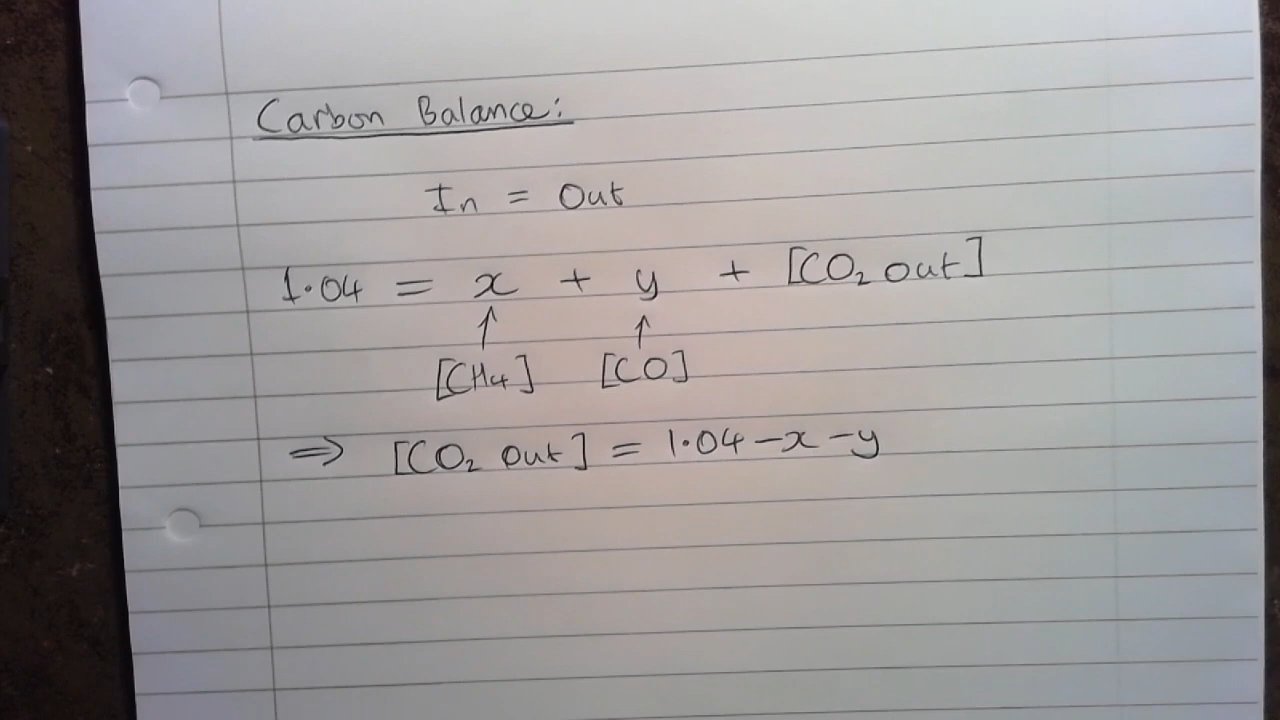 Carbon Balance:
In = Out
1.04 = x + y + [CO₂ out]
↑ ↑
[CH₄] [CO]
⇒ [CO₂ out] = 1.04 - x - y